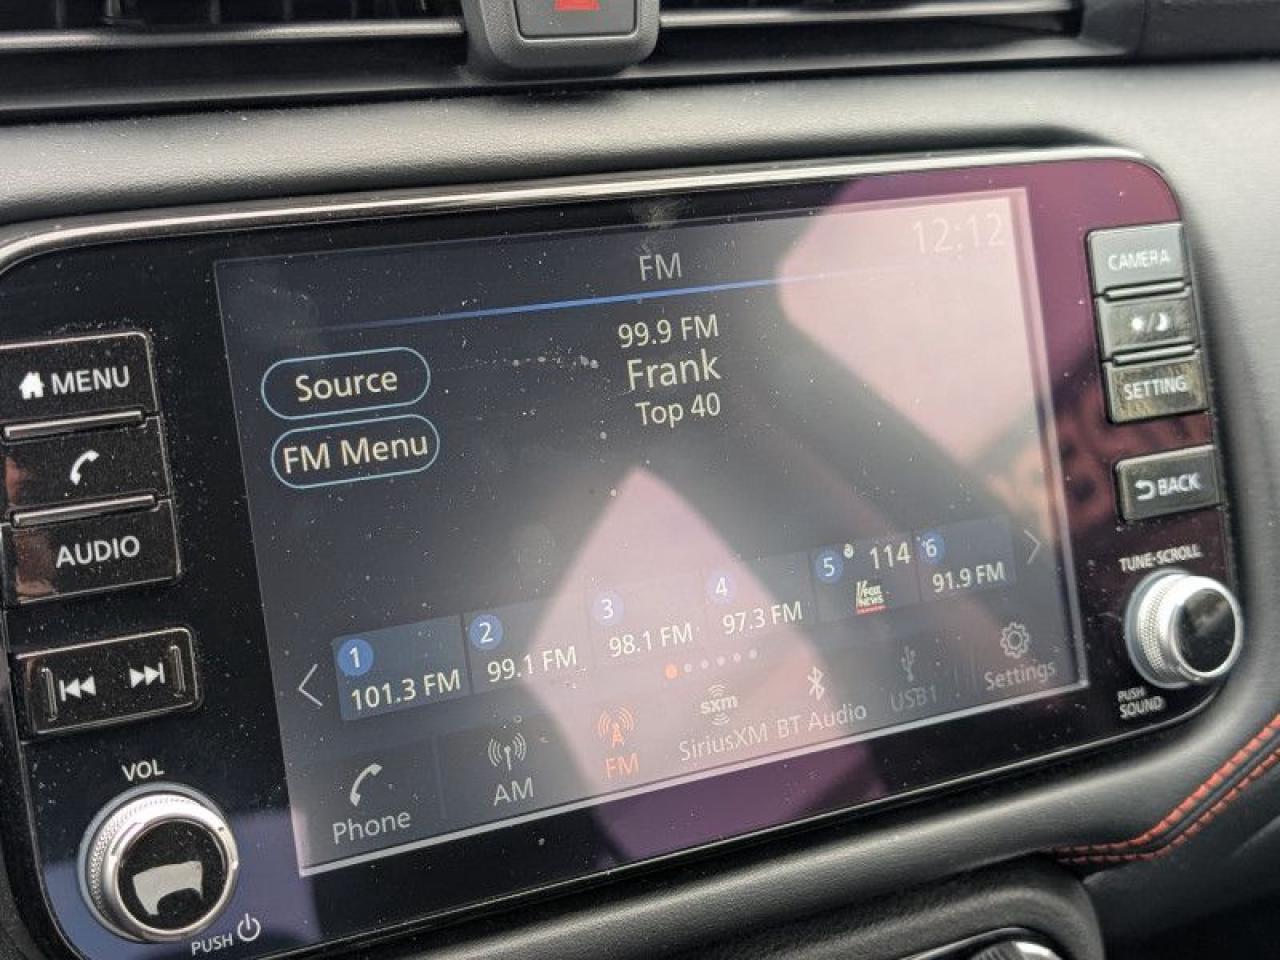 FM
12:12
99.9 FM
Frank
Top 40
Source
FM Menu
1
101.3 FM
2
99.1 FM
3
98.1 FM
4
97.3 FM
5
114
FOX
NEWS
6
91.9 FM
Phone
AM
FM
sxm
SiriusXM
BT Audio
USB1
Settings
MENU
AUDIO
VOL
PUSH
CAMERA
SETTING
BACK
TUNE·SCROLL
PUSH
SOUND